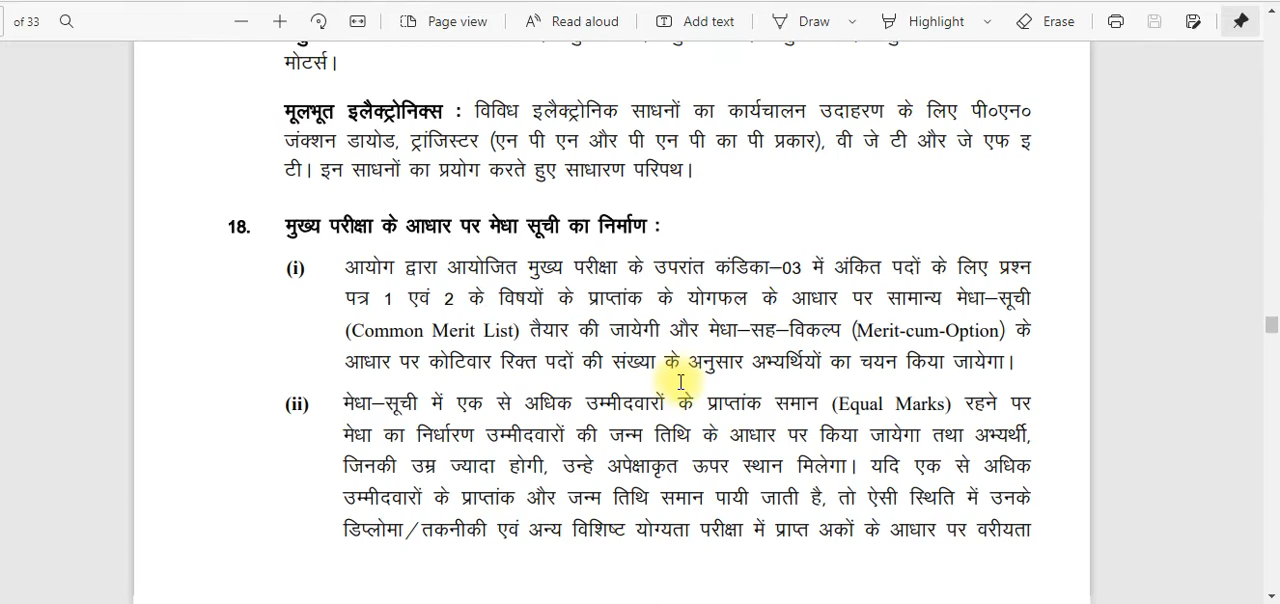 of 33
Page view
Read aloud
Add text
Draw
Highlight
Erase
मोटर्स।
मूलभूत इलैक्ट्रोनिक्स : विविध इलैक्ट्रोनिक साधनों का कार्यचालन उदाहरण के लिए पी०एन०
जंक्शन डायोड, ट्रांजिस्टर (एन पी एन और पी एन पी का पी प्रकार), वी जे टी और जे एफ इ
टी। इन साधनों का प्रयोग करते हुए साधारण परिपथ।
18. मुख्य परीक्षा के आधार पर मेधा सूची का निर्माण :
(i) आयोग द्वारा आयोजित मुख्य परीक्षा के उपरांत कंडिका–03 में अंकित पदों के लिए प्रश्न
पत्र 1 एवं 2 के विषयों के प्राप्तांक के योगफल के आधार पर सामान्य मेधा–सूची
(Common Merit List) तैयार की जायेगी और मेधा–सह–विकल्प (Merit-cum-Option) के
आधार पर कोटिवार रिक्त पदों की संख्या के अनुसार अभ्यर्थियों का चयन किया जायेगा।
(ii) मेधा–सूची में एक से अधिक उम्मीदवारों के प्राप्तांक समान (Equal Marks) रहने पर
मेधा का निर्धारण उम्मीदवारों की जन्म तिथि के आधार पर किया जायेगा तथा अभ्यर्थी,
जिनकी उम्र ज्यादा होगी, उन्हे अपेक्षाकृत ऊपर स्थान मिलेगा। यदि एक से अधिक
उम्मीदवारों के प्राप्तांक और जन्म तिथि समान पायी जाती है, तो ऐसी स्थिति में उनके
डिप्लोमा/तकनीकी एवं अन्य विशिष्ट योग्यता परीक्षा में प्राप्त अकों के आधार पर वरीयता